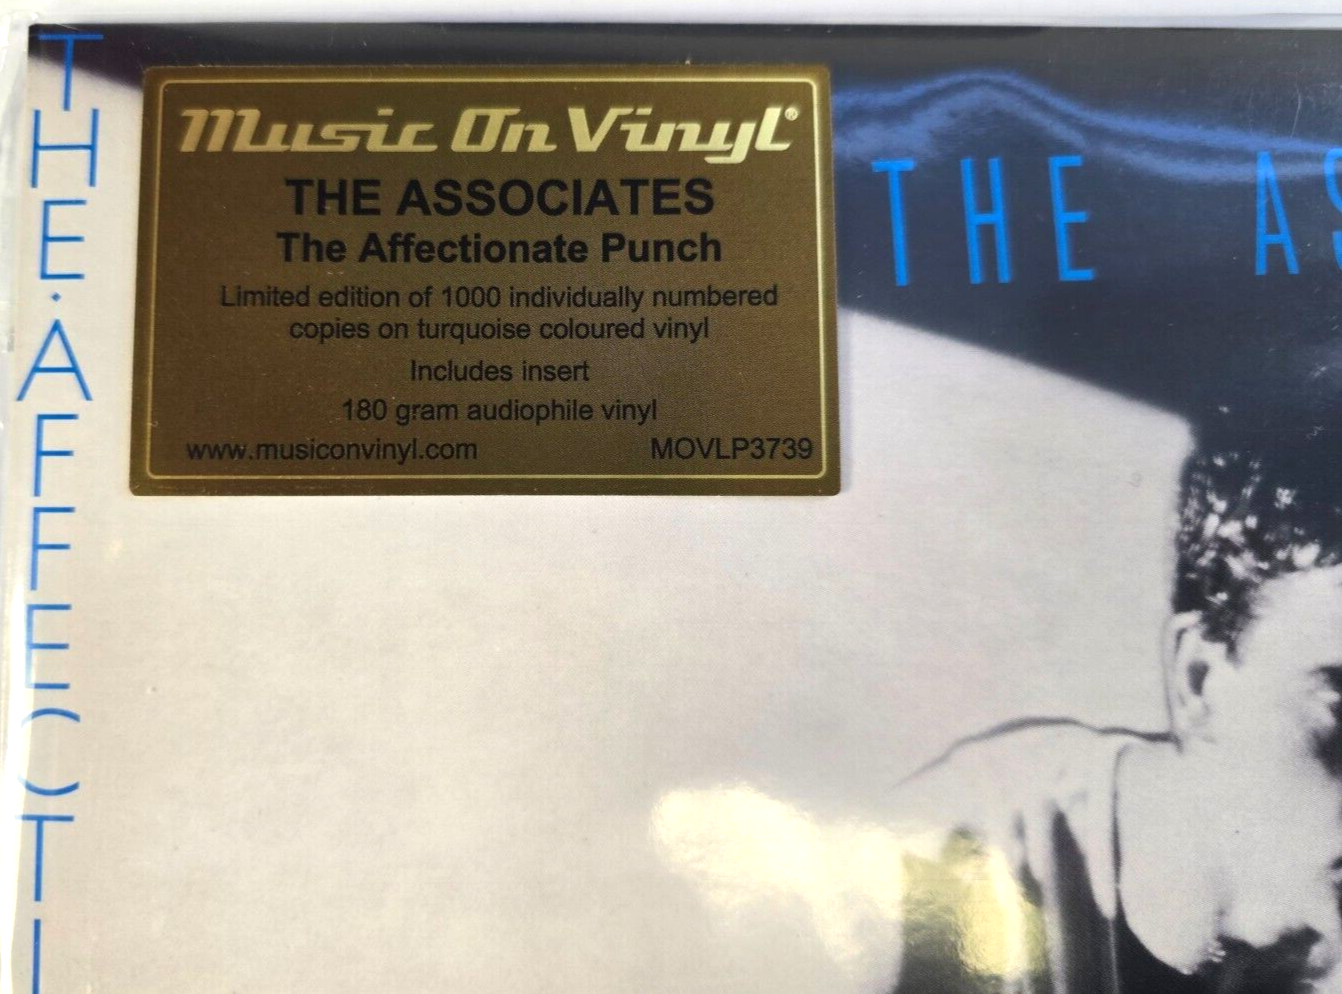 Music On Vinyl®
THE ASSOCIATES
The Affectionate Punch
Limited edition of 1000 individually numbered
copies on turquoise coloured vinyl
Includes insert
180 gram audiophile vinyl
www.musiconvinyl.com MOVLP3739
THE AS
THE·AFFECTI